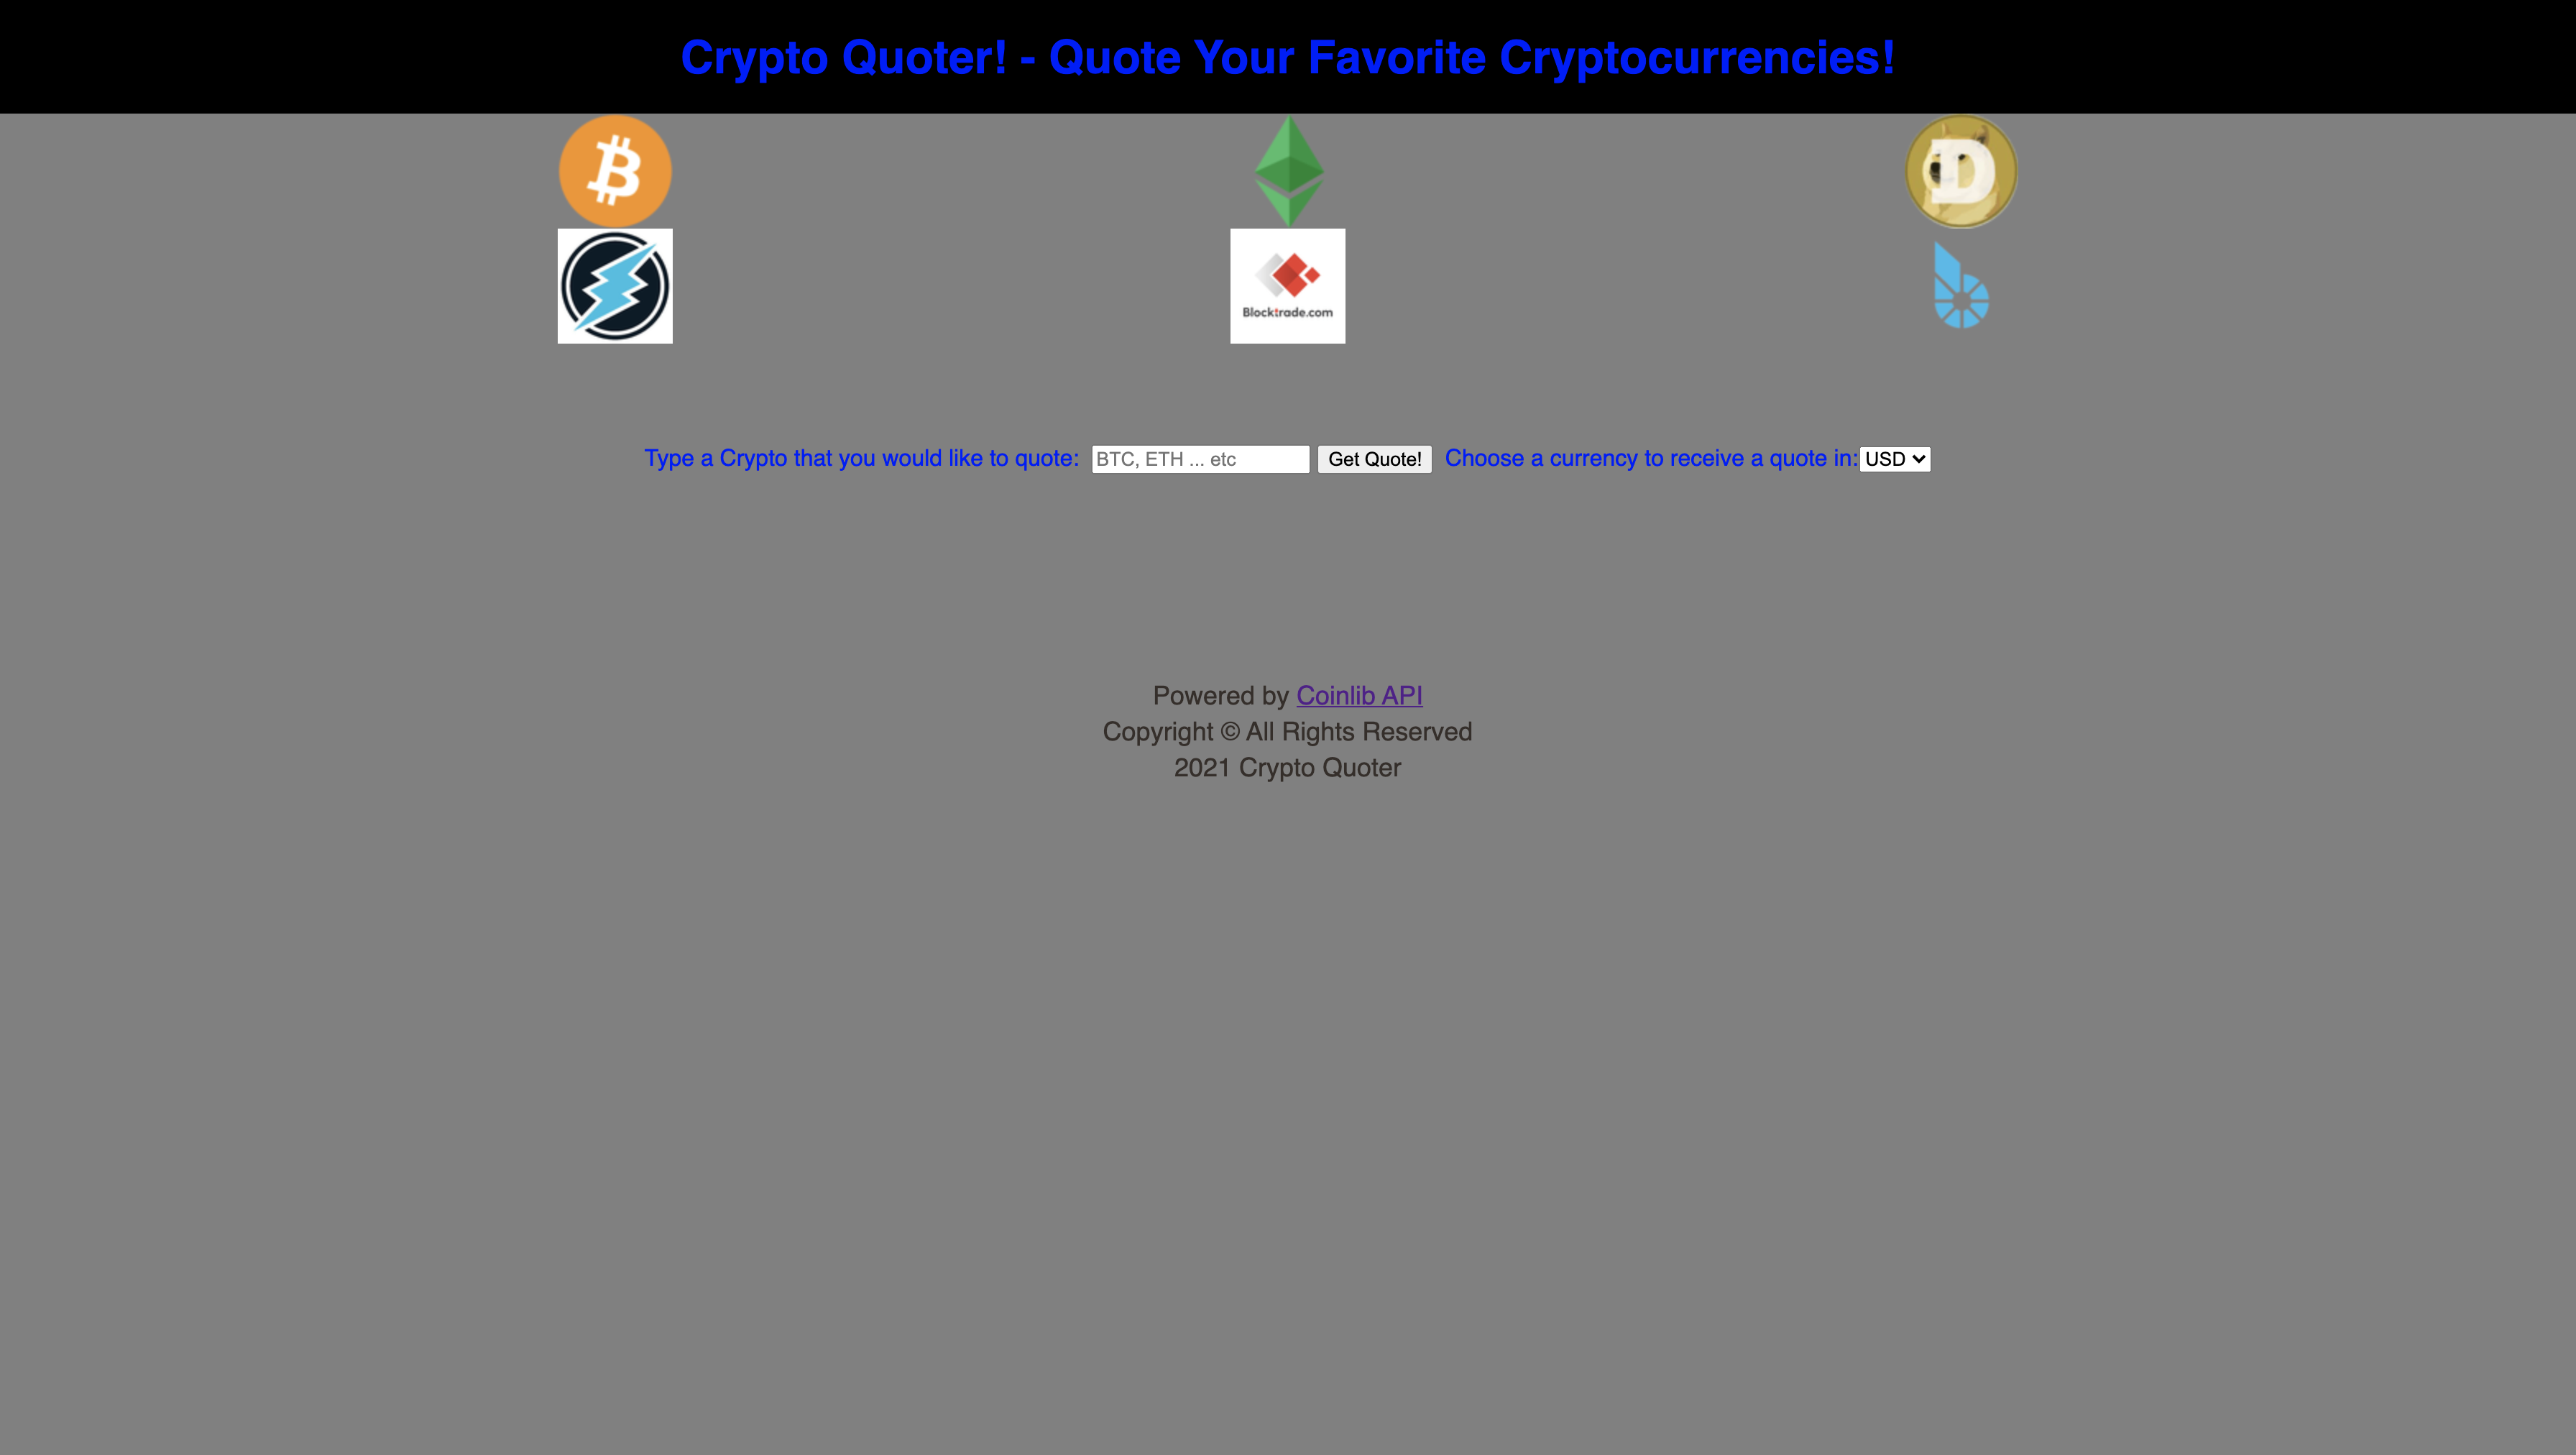 Crypto Quoter! - Quote Your Favorite Cryptocurrencies!
Blocktrade.com
Type a Crypto that you would like to quote: BTC, ETH ... etc Get Quote! Choose a currency to receive a quote in: USD
Powered by Coinlib API
Copyright © All Rights Reserved
2021 Crypto Quoter